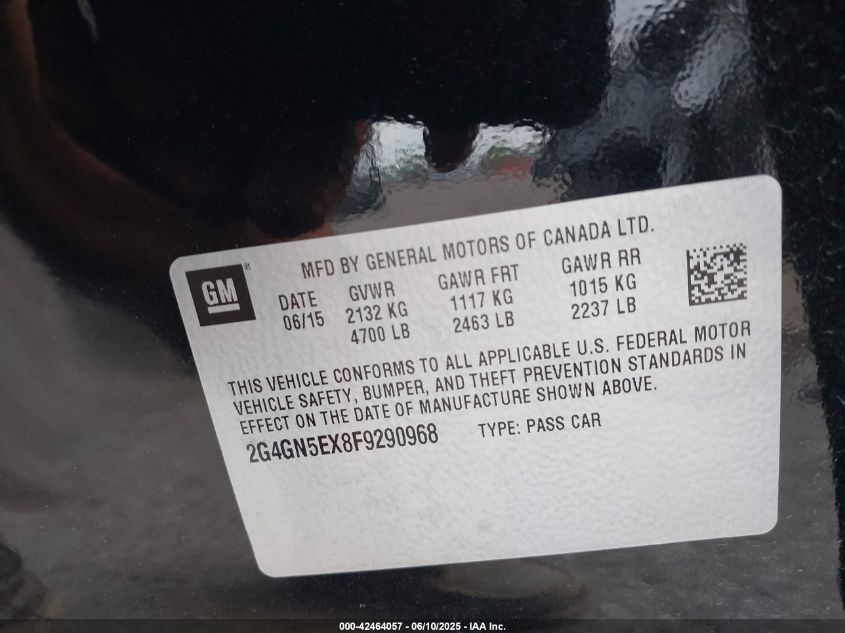 GM®
MFD BY GENERAL MOTORS OF CANADA LTD.
DATE GVWR GAWR FRT GAWR RR
06/15 2132 KG 1117 KG 1015 KG
4700 LB 2463 LB 2237 LB
THIS VEHICLE CONFORMS TO ALL APPLICABLE U.S. FEDERAL MOTOR
VEHICLE SAFETY, BUMPER, AND THEFT PREVENTION STANDARDS IN
EFFECT ON THE DATE OF MANUFACTURE SHOWN ABOVE.
2G4GN5EX8F9290968 TYPE: PASS CAR
000-42464057 - 06/10/2025 - IAA Inc.